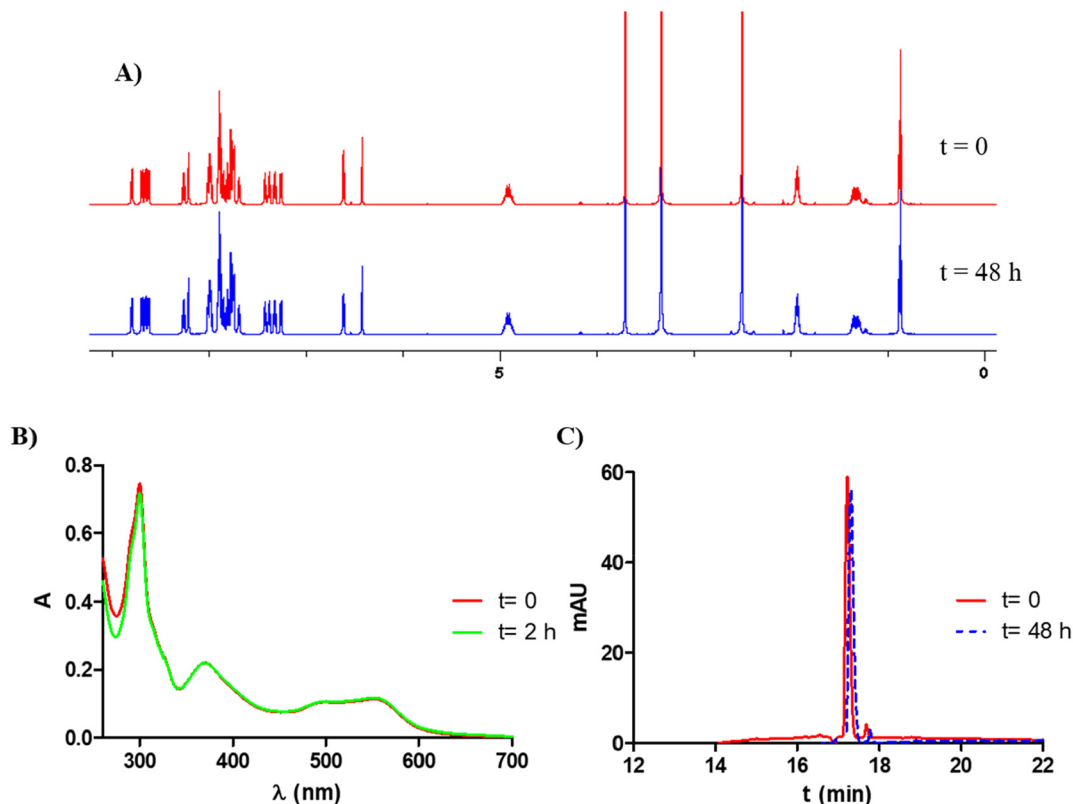 A)
t = 0
t = 48 h
5
0
B)
C)
0.8
0.6
0.4
0.2
0.0
A
300
400
500
600
700
λ (nm)
t= 0
t= 2 h
60
40
20
0
mAU
12
14
16
18
20
22
t (min)
t= 0
t= 48 h